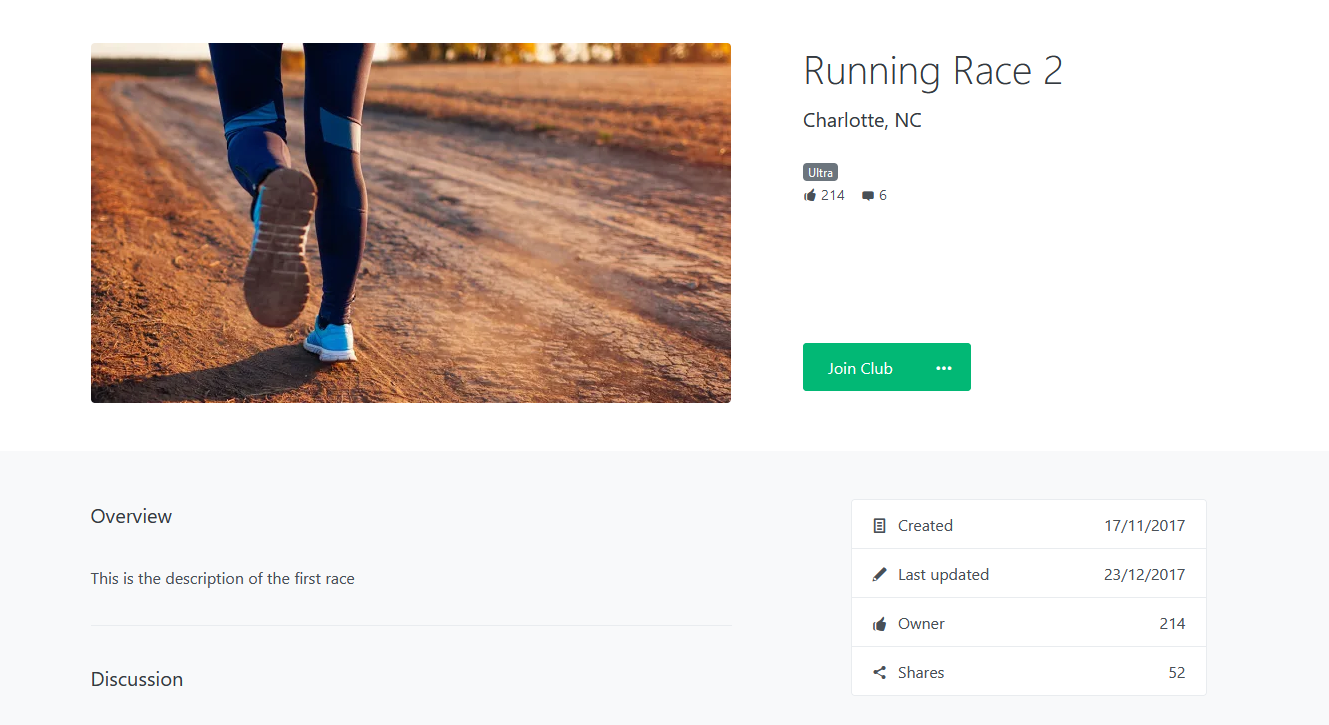 Running Race 2
Charlotte, NC
Ultra
214 6
Join Club •••
Overview
This is the description of the first race
Discussion
Created 17/11/2017
Last updated 23/12/2017
Owner 214
Shares 52